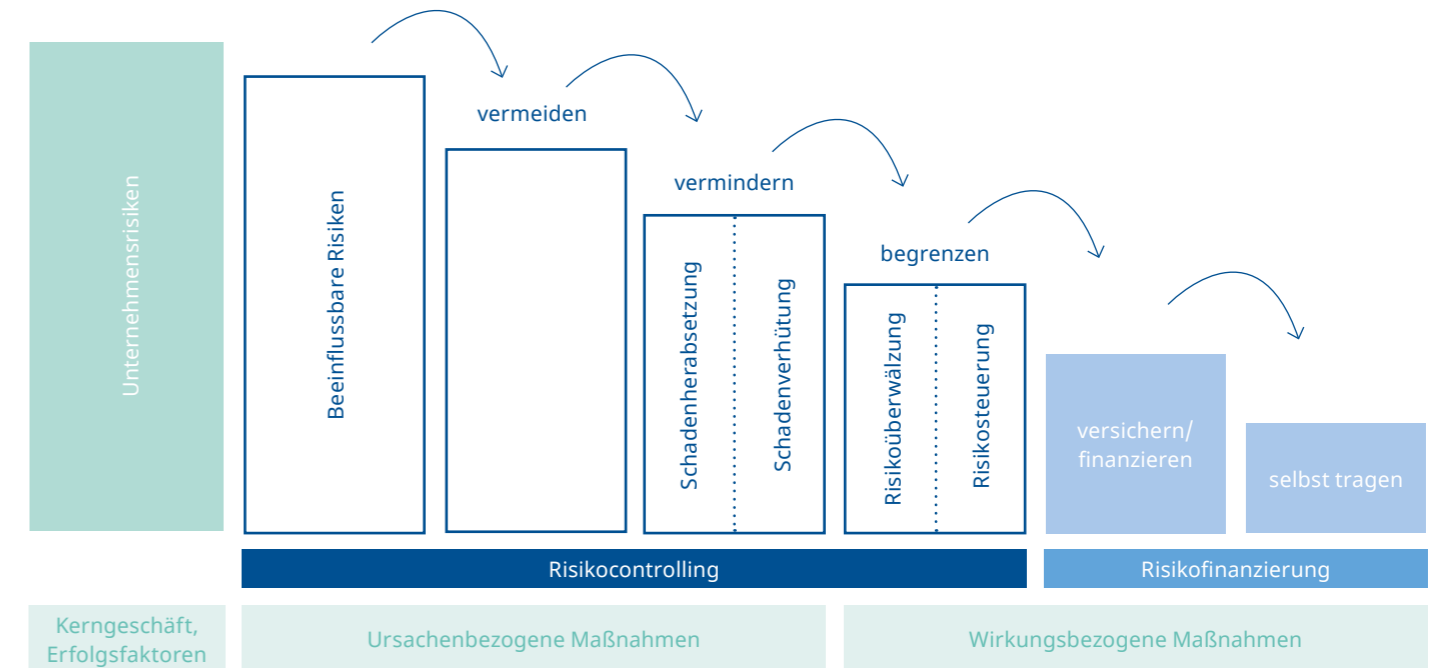 Unternehmensrisiken
Beeinflussbare Risiken
vermeiden
vermindern
Schadenherabsetzung
Schadenverhütung
begrenzen
Risikoüberwälzung
Risikosteuerung
versichern/
finanzieren
selbst tragen
Risikocontrolling
Risikofinanzierung
Kerngeschäft,
Erfolgsfaktoren
Ursachenbezogene Maßnahmen
Wirkungsbezogene Maßnahmen